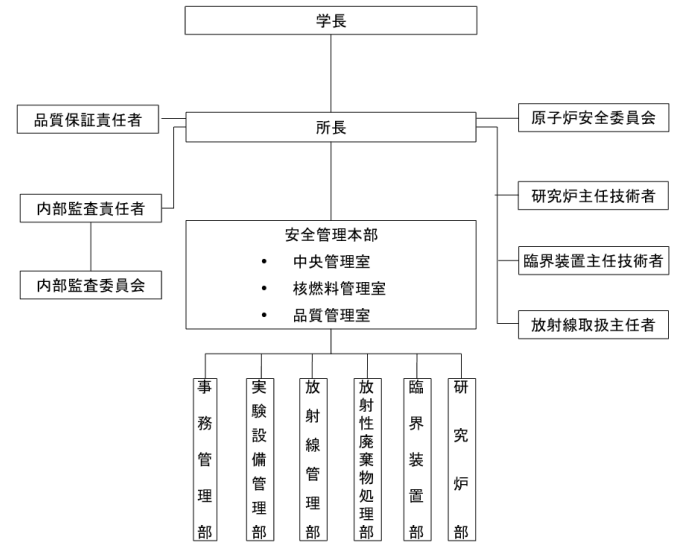 学長
品質保証責任者
所長
原子炉安全委員会
内部監査責任者
研究炉主任技術者
安全管理本部
• 中央管理室
• 核燃料管理室
• 品質管理室
臨界装置主任技術者
内部監査委員会
放射線取扱主任者
事務管理部
実験設備管理部
放射線管理部
放射性廃棄物処理部
臨界装置部
研究炉部